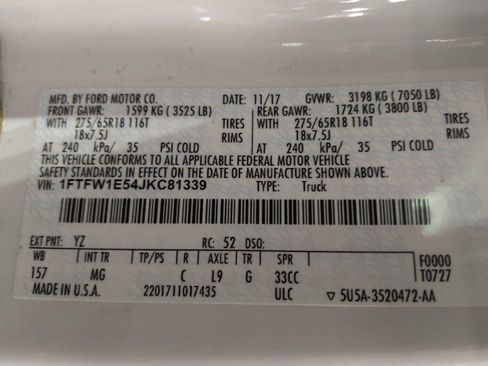 MFD. BY FORD MOTOR CO. DATE: 11/17 GVWR: 3198 KG ( 7050 LB)
FRONT GAWR: 1599 KG ( 3525 LB) REAR GAWR: 1724 KG ( 3800 LB)
WITH 275/65R18 116T TIRES WITH 275/65R18 116T TIRES
18x7.5J RIMS 18x7.5J RIMS
AT 240 kPa/ 35 PSI COLD AT 240 kPa/ 35 PSI COLD
THIS VEHICLE CONFORMS TO ALL APPLICABLE FEDERAL MOTOR VEHICLE
SAFETY STANDARDS IN EFFECT ON THE DATE OF MANUFACTURE SHOWN ABOVE.
VIN: 1FTFW1E54JKC81339 TYPE: Truck
EXT PNT: YZ RC: 52 DSO:
WB INT TR TP/PS R AXLE TR SPR F0000
157 MG C L9 G 33CC T0727
MADE IN U.S.A. 2201711017435 ULC ▽ 5U5A-3520472-AA